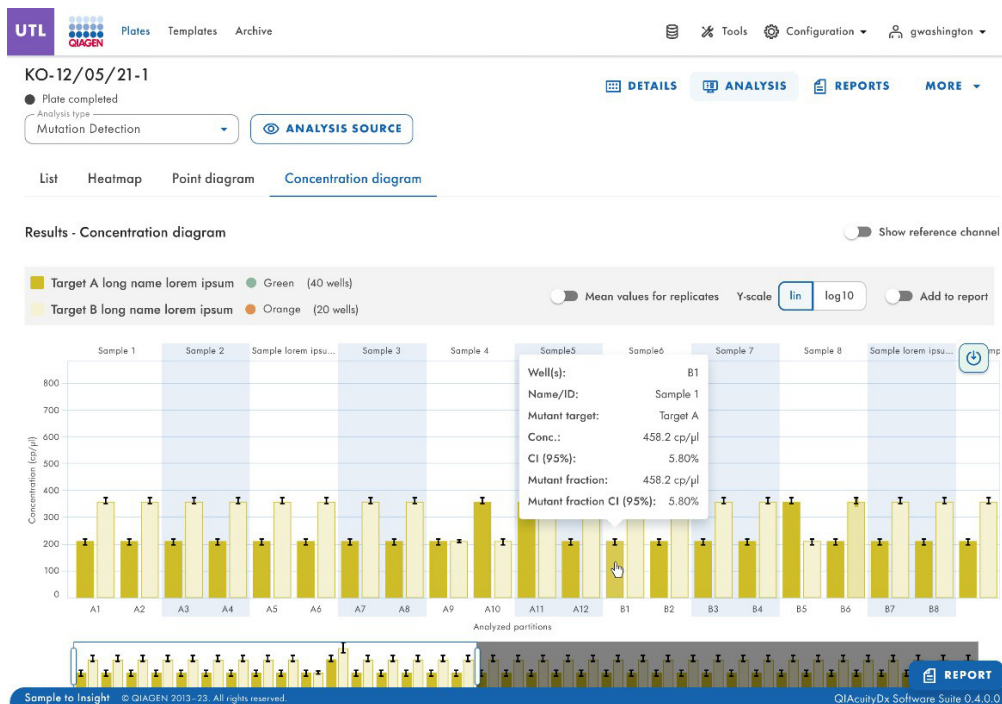 UTL
QIAGEN
Plates Templates Archive
Tools Configuration gwashington
KO-12/05/21-1
Plate completed
DETAILS ANALYSIS REPORTS MORE
Analysis type
Mutation Detection
ANALYSIS SOURCE
List Heatmap Point diagram Concentration diagram
Results - Concentration diagram
Show reference channel
Target A long name lorem ipsum Green (40 wells)
Target B long name lorem ipsum Orange (20 wells)
Mean values for replicates Y-scale lin log10 Add to report
Sample 1 Sample 2 Sample lorem ipsu... Sample 3 Sample 4 Sample5 Sample6 Sample 7 Sample 8 Sample lorem ipsu...
Well(s): B1
Name/ID: Sample 1
Mutant target: Target A
Conc.: 458.2 cp/µl
CI (95%): 5.80%
Mutant fraction: 458.2 cp/µl
Mutant fraction CI (95%): 5.80%
Concentration (cp/µl)
800
700
600
500
400
300
200
100
0
A1 A2 A3 A4 A5 A6 A7 A8 A9 A10 A11 A12 B1 B2 B3 B4 B5 B6 B7 B8
Analyzed partitions
REPORT
Sample to Insight © QIAGEN 2013–23. All rights reserved.
QIAcuityDx Software Suite 0.4.0.0